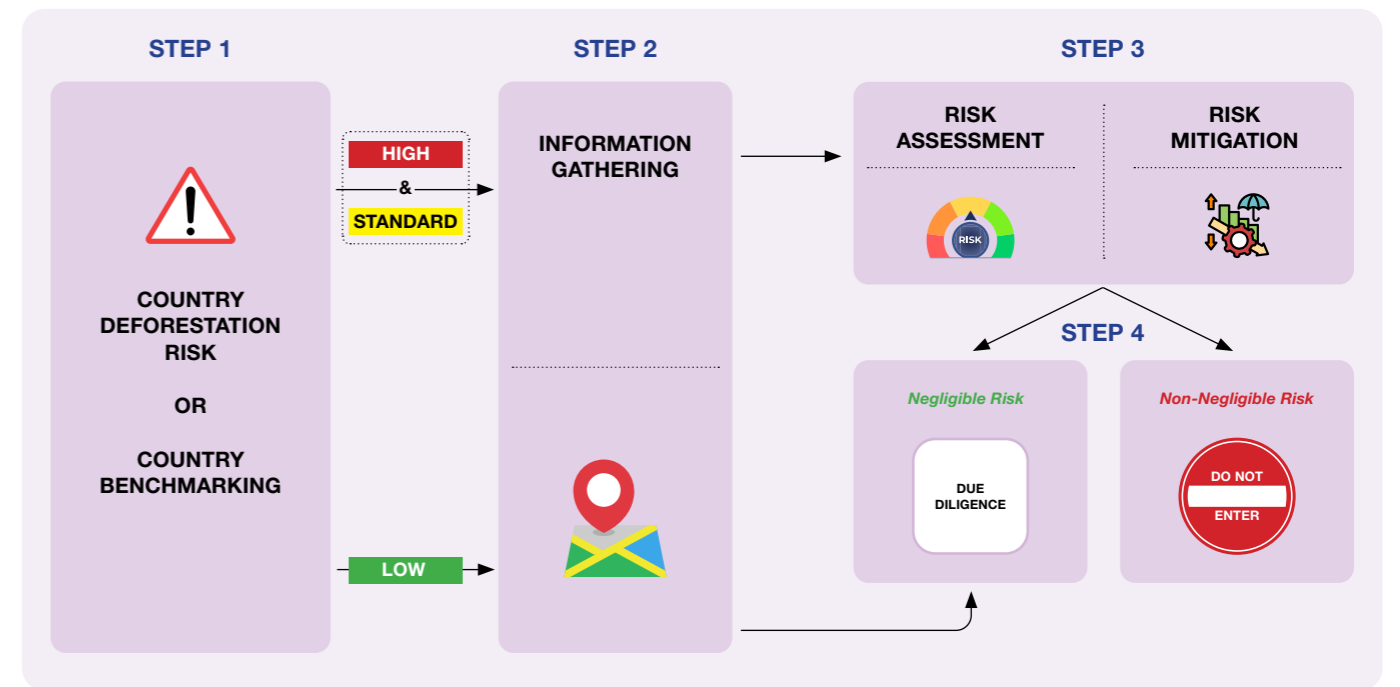 STEP 1
COUNTRY
DEFORESTATION
RISK
OR
COUNTRY
BENCHMARKING
HIGH
&
STANDARD
LOW
STEP 2
INFORMATION
GATHERING
STEP 3
RISK
ASSESSMENT
RISK
RISK
MITIGATION
STEP 4
Negligible Risk
DUE
DILIGENCE
Non-Negligible Risk
DO NOT
ENTER